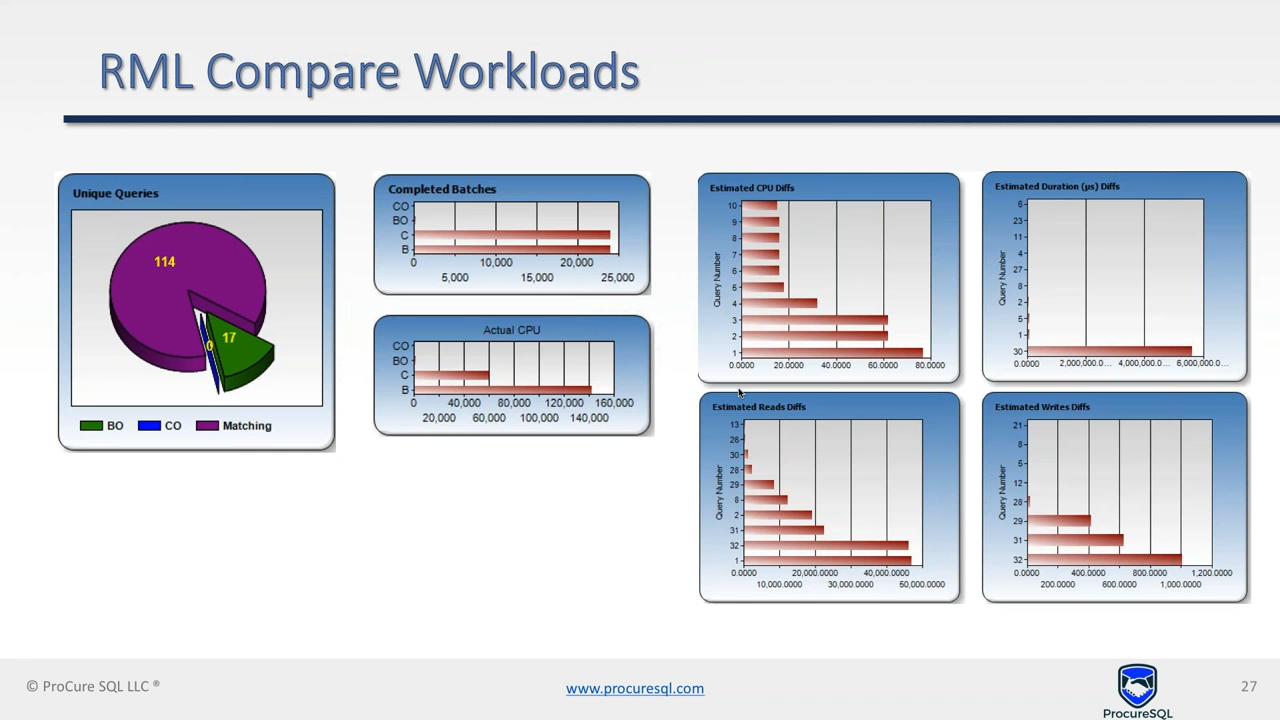 RML Compare Workloads
Unique Queries
114
17
0
BO CO Matching
Completed Batches
CO
BO
C
B
0 10,000 20,000
5,000 15,000 25,000
Actual CPU
CO
BO
C
B
0 40,000 80,000 120,000 160,000
20,000 60,000 100,000 140,000
Estimated CPU Diffs
Query Number
10
9
8
7
6
5
4
3
2
1
0.0000 20.0000 40.0000 60.0000 80.0000
Estimated Duration (µs) Diffs
Query Number
6
23
11
4
27
8
2
5
1
30
0.0000 2,000,000.0... 4,000,000.0... 6,000,000.0...
Estimated Reads Diffs
Query Number
13
26
30
28
29
8
2
31
32
1
0.0000 20,000.0000 40,000.0000
10,000.0000 30,000.0000 50,000.0000
Estimated Writes Diffs
Query Number
21
8
5
12
28
29
31
32
0.0000 400.0000 800.0000 1,200.0000
200.0000 600.0000 1,000.0000
© ProCure SQL LLC ®
www.procuresql.com
ProcureSQL
27